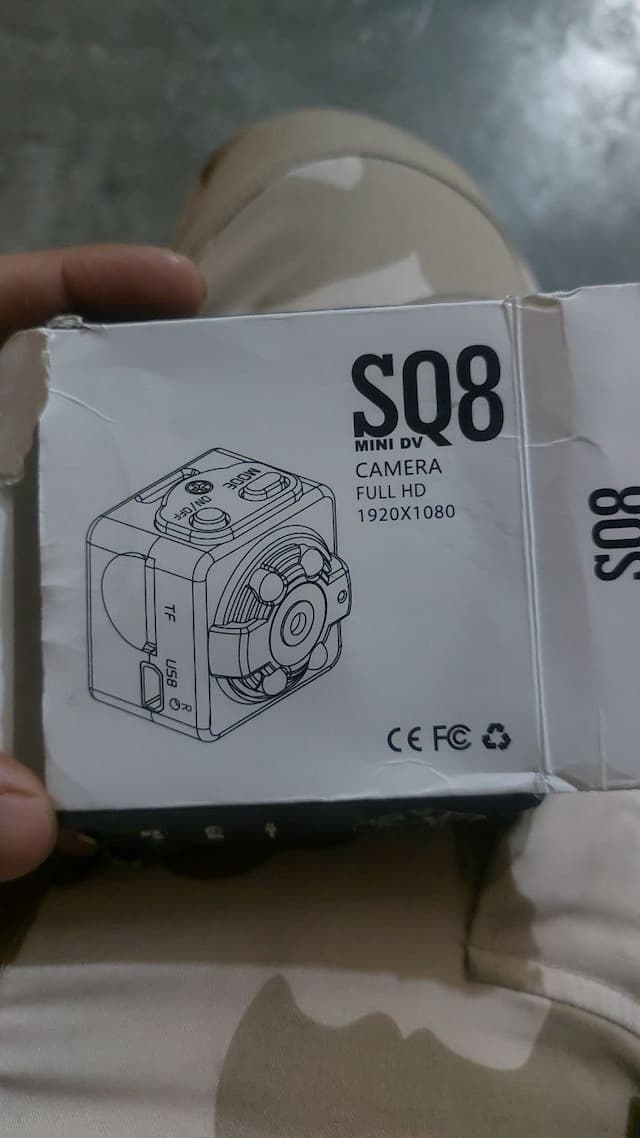 SQ8
MINI DV
CAMERA
FULL HD
1920X1080
MODE
ON/OFF
TF
USB
R
CE FC
SQ8